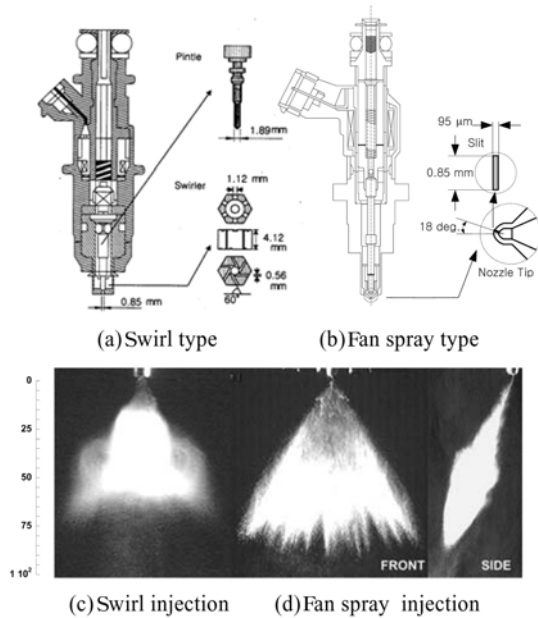 Pintle
1.89mm
Swirler
1.12 mm
4.12 mm
0.56 mm
60°
0.85 mm
95 μm
Slit
0.85 mm
18 deg.
Nozzle Tip
(a) Swirl type
(b) Fan spray type
0
25
50
75
1 10²
FRONT
SIDE
(c) Swirl injection
(d) Fan spray injection